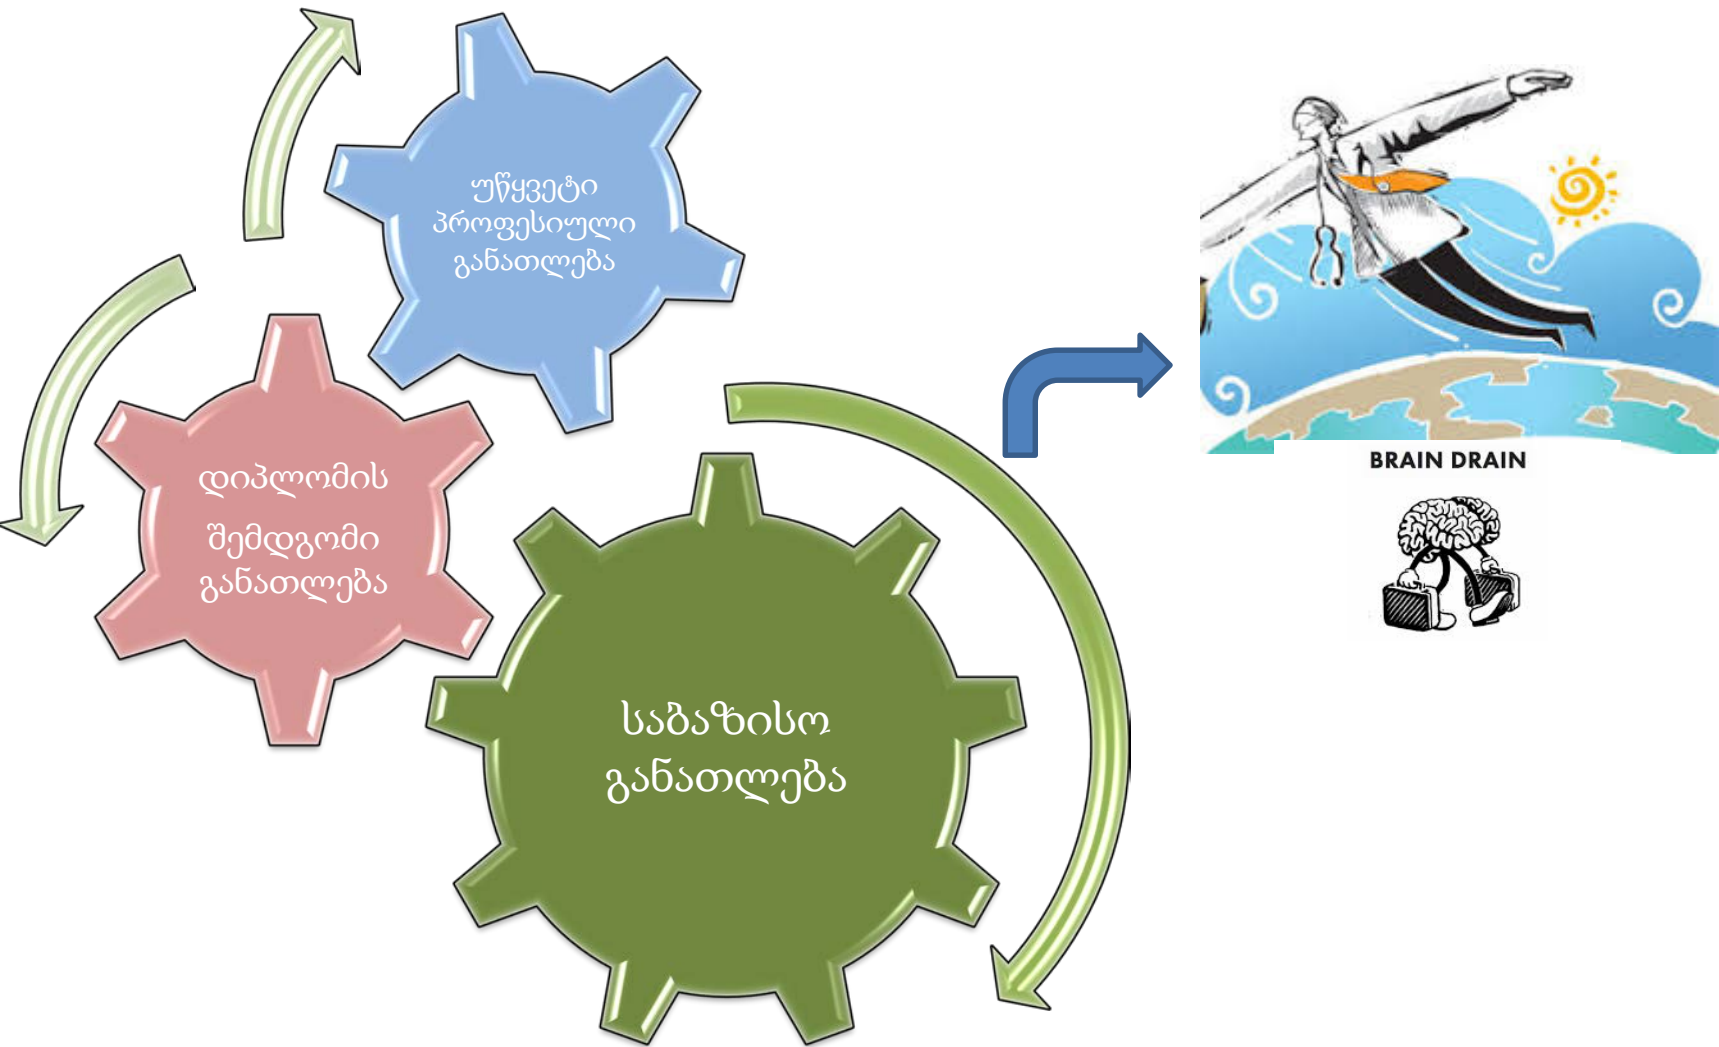 უწყვეტი
პროფესიული
განათლება
დიპლომის
შემდგომი
განათლება
საბაზისო
განათლება
BRAIN DRAIN